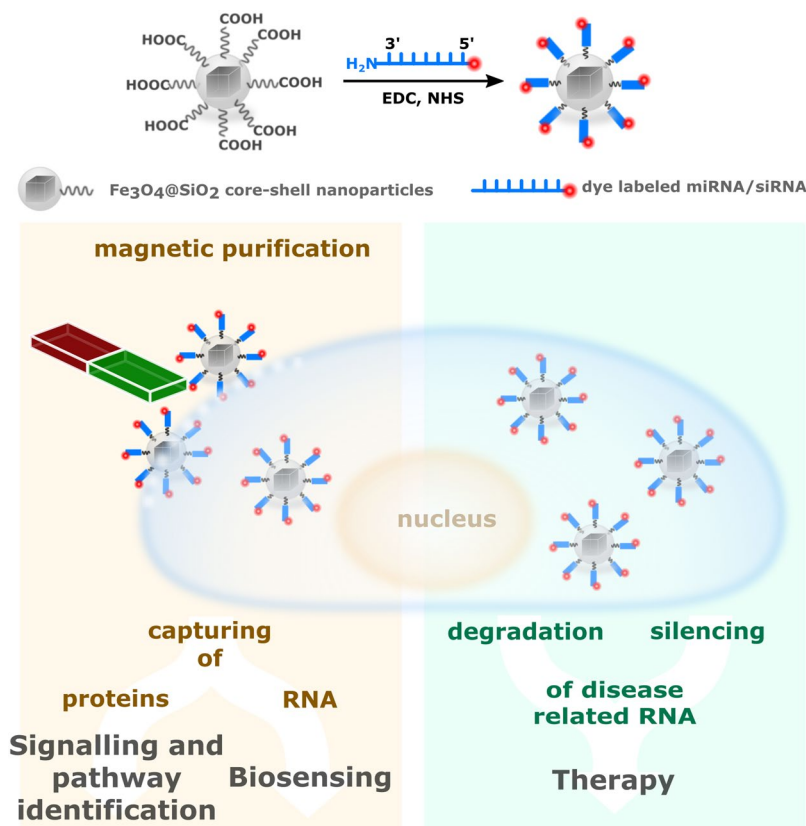 COOH
COOH
HOOC
HOOC
COOH
HOOC
COOH
COOH
3' 5'
H₂N
EDC, NHS
Fe₃O₄@SiO₂ core-shell nanoparticles
dye labeled miRNA/siRNA
magnetic purification
nucleus
capturing
of
proteins
RNA
Signalling and
pathway
identification
Biosensing
degradation
silencing
of disease
related RNA
Therapy